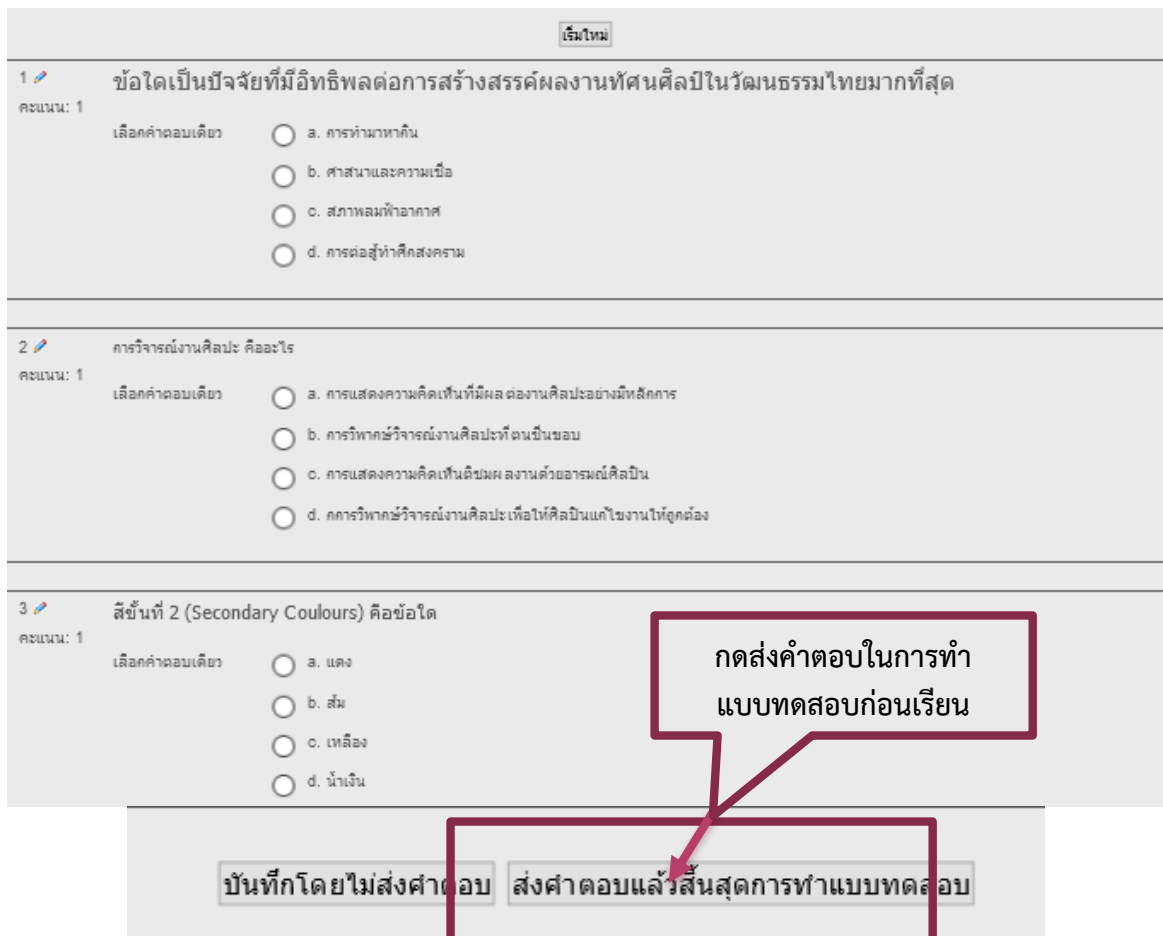 เริ่มใหม่
1
ข้อใดเป็นปัจจัยที่มีอิทธิพลต่อการสร้างสรรค์ผลงานทัศนศิลป์ในวัฒนธรรมไทยมากที่สุด
คะแนน: 1
เลือกคำตอบเดียว
a. การทำมาหากิน
b. ศาสนาและความเชื่อ
c. สภาพลมฟ้าอากาศ
d. การต่อสู้ทำศึกสงคราม
2
การวิจารณ์งานศิลปะ คืออะไร
คะแนน: 1
เลือกคำตอบเดียว
a. การแสดงความคิดเห็นที่มีผลต่องานศิลปะอย่างมีหลักการ
b. การวิพากษ์วิจารณ์งานศิลปะที่ตนชื่นชอบ
c. การแสดงความคิดเห็นติชมผลงานด้วยอารมณ์ศิลปิน
d. กการวิพากษ์วิจารณ์งานศิลปะเพื่อให้ศิลปินแก้ไขงานให้ถูกต้อง
3
สีขั้นที่ 2 (Secondary Coulours) คือข้อใด
คะแนน: 1
เลือกคำตอบเดียว
a. แดง
b. ส้ม
c. เหลือง
d. น้ำเงิน
กดส่งคำตอบในการทำ
แบบทดสอบก่อนเรียน
บันทึกโดยไม่ส่งคำตอบ
ส่งคำตอบแล้วสิ้นสุดการทำแบบทดสอบ